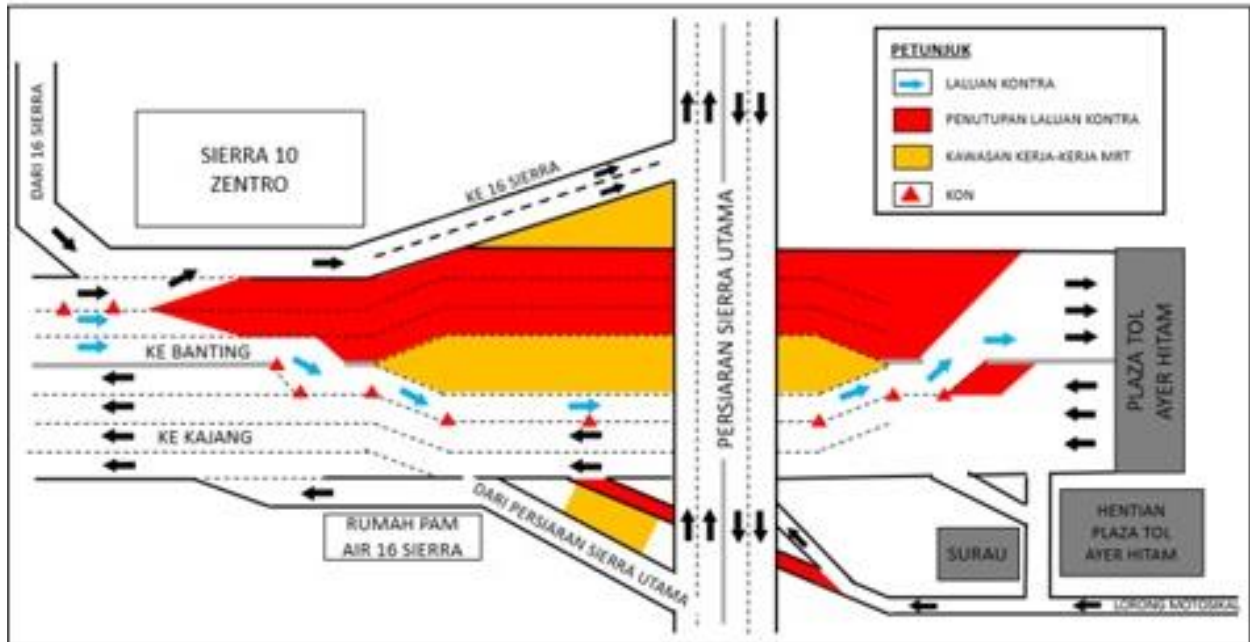 PETUNJUK
LALUAN KONTRA
PENUTUPAN LALUAN KONTRA
KAWASAN KERJA-KERJA MRT
KON
DARI 16 SIERRA
SIERRA 10
ZENTRO
KE 16 SIERRA
PERSIARAN SIERRA UTAMA
KE BANTING
KE KAJANG
PLAZA TOL
AYER HITAM
DARI PERSIARAN SIERRA UTAMA
RUMAH PAM
AIR 16 SIERRA
SURAU
HENTIAN
PLAZA TOL
AYER HITAM
LORONG MOTOSIKAL